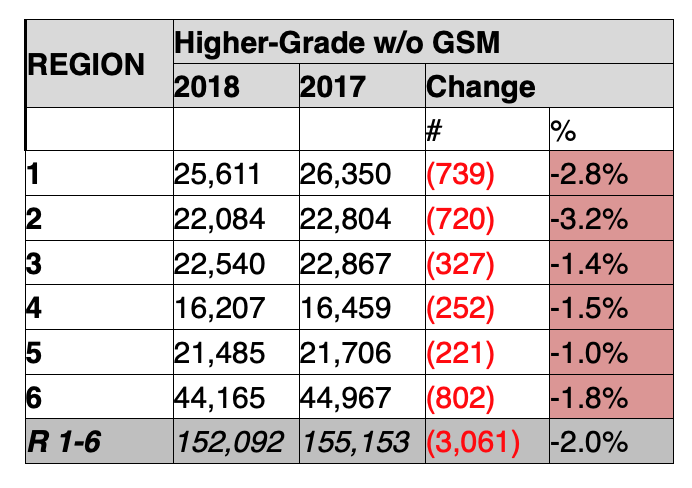 REGION Higher-Grade w/o GSM
2018 2017 Change
# %
1 25,611 26,350 (739) -2.8%
2 22,084 22,804 (720) -3.2%
3 22,540 22,867 (327) -1.4%
4 16,207 16,459 (252) -1.5%
5 21,485 21,706 (221) -1.0%
6 44,165 44,967 (802) -1.8%
R 1-6 152,092 155,153 (3,061) -2.0%